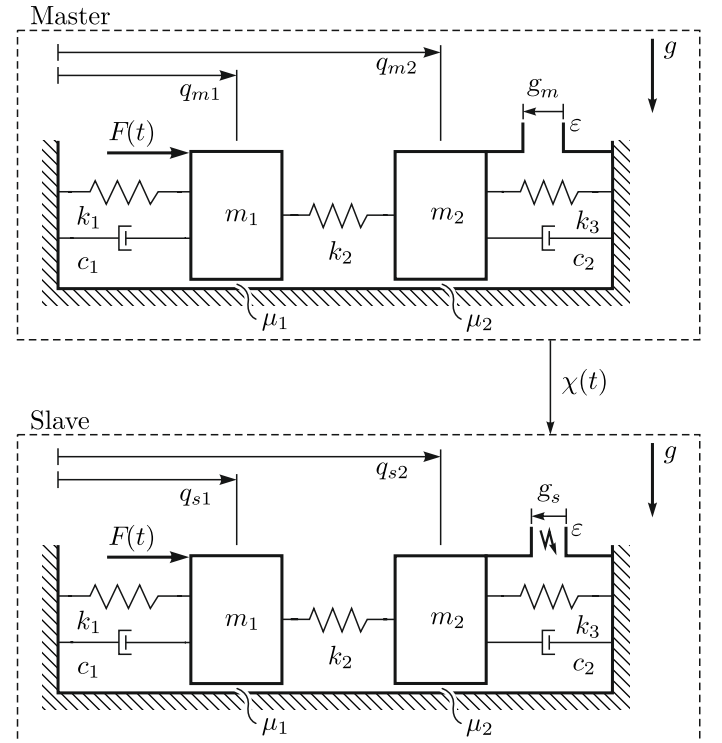 Master
g
q_{m2}
q_{m1}
g_m
F(t)
ε
k_1
m_1
m_2
k_3
c_1
k_2
c_2
μ_1
μ_2
χ(t)
Slave
g
q_{s2}
q_{s1}
g_s
F(t)
ε
k_1
m_1
m_2
k_3
c_1
k_2
c_2
μ_1
μ_2